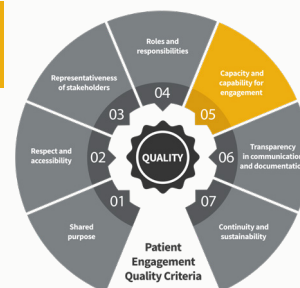 Roles and
responsibilities
Capacity and
capability for
engagement
Representativeness
of stakeholders
04
03
05
Respect and
accessibility
02
QUALITY
06
Transparency
in communication
and documentatio
01
07
Shared
purpose
Continuity and
sustainability
Patient
Engagement
Quality Criteria